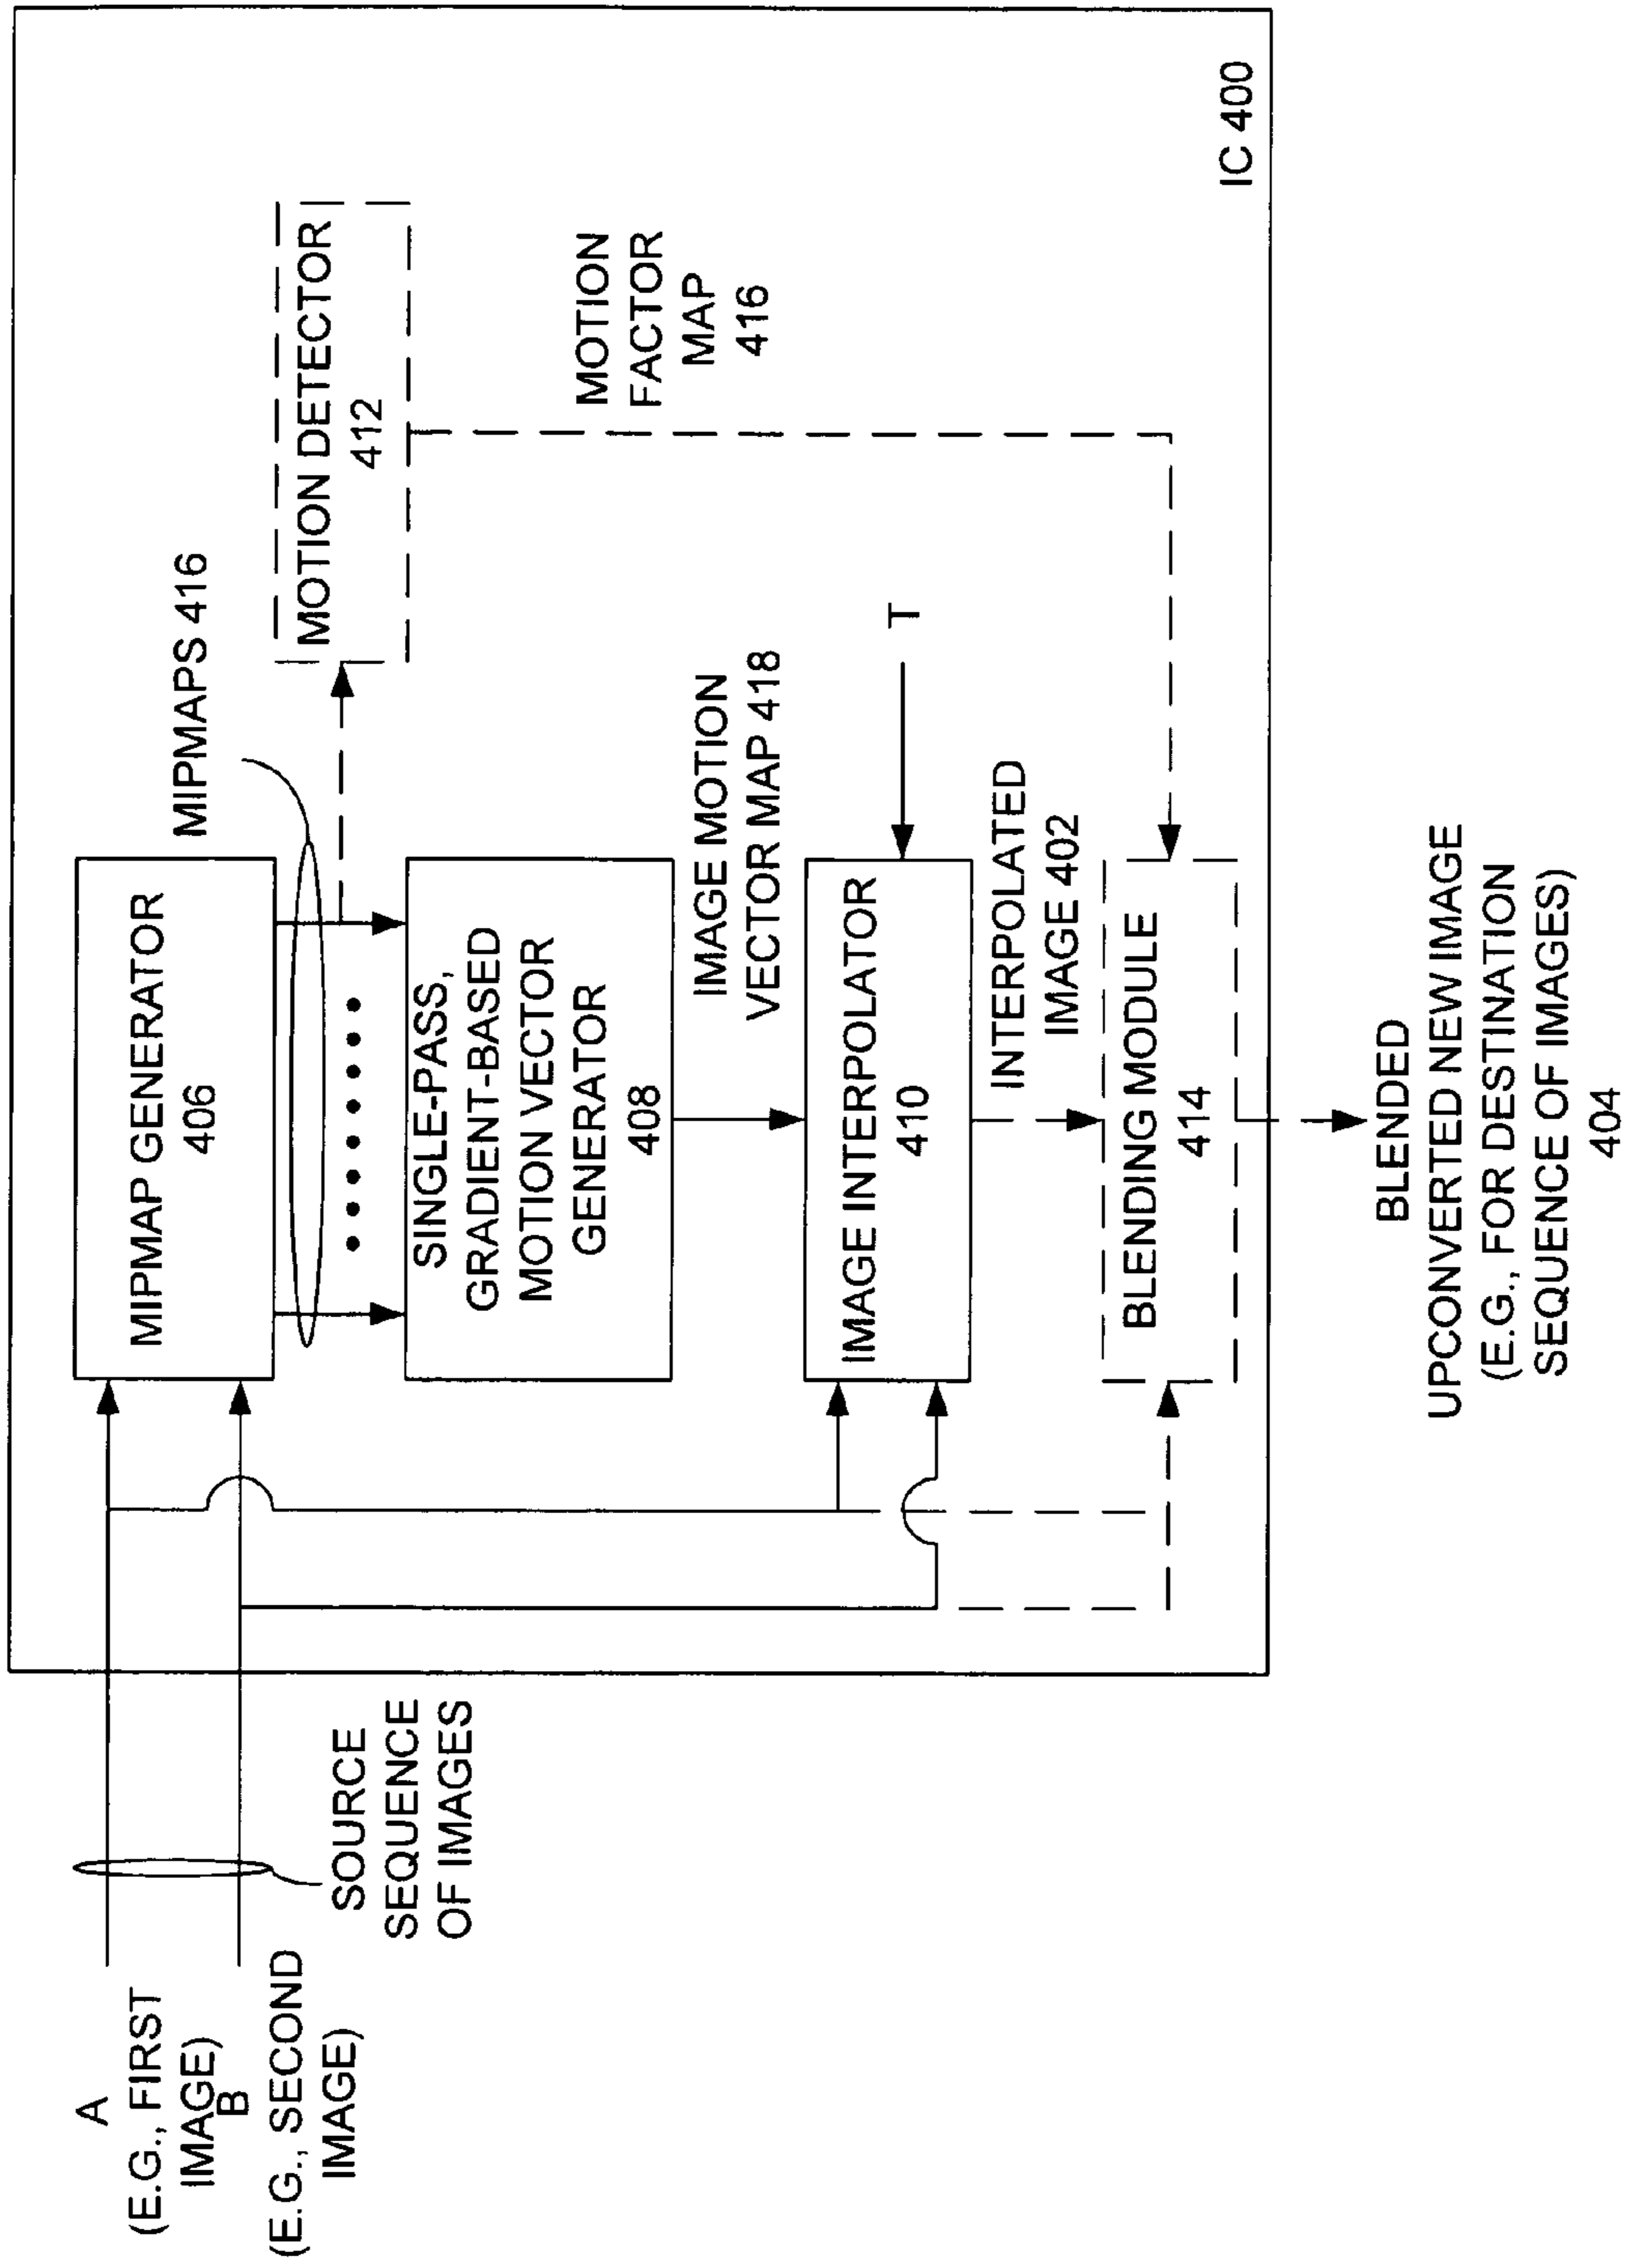 A
(E.G., FIRST
IMAGE)
B
(E.G., SECOND
IMAGE)
SOURCE
SEQUENCE
OF IMAGES
MIPMAP GENERATOR
406
MIPMAPS 416
MOTION DETECTOR
412
SINGLE-PASS,
GRADIENT-BASED
MOTION VECTOR
GENERATOR
408
MOTION
FACTOR
MAP
416
IMAGE MOTION
VECTOR MAP 418
T
IMAGE INTERPOLATOR
410
INTERPOLATED
IMAGE 402
BLENDING MODULE
414
IC 400
BLENDED
UPCONVERTED NEW IMAGE
(E.G., FOR DESTINATION
SEQUENCE OF IMAGES)
404